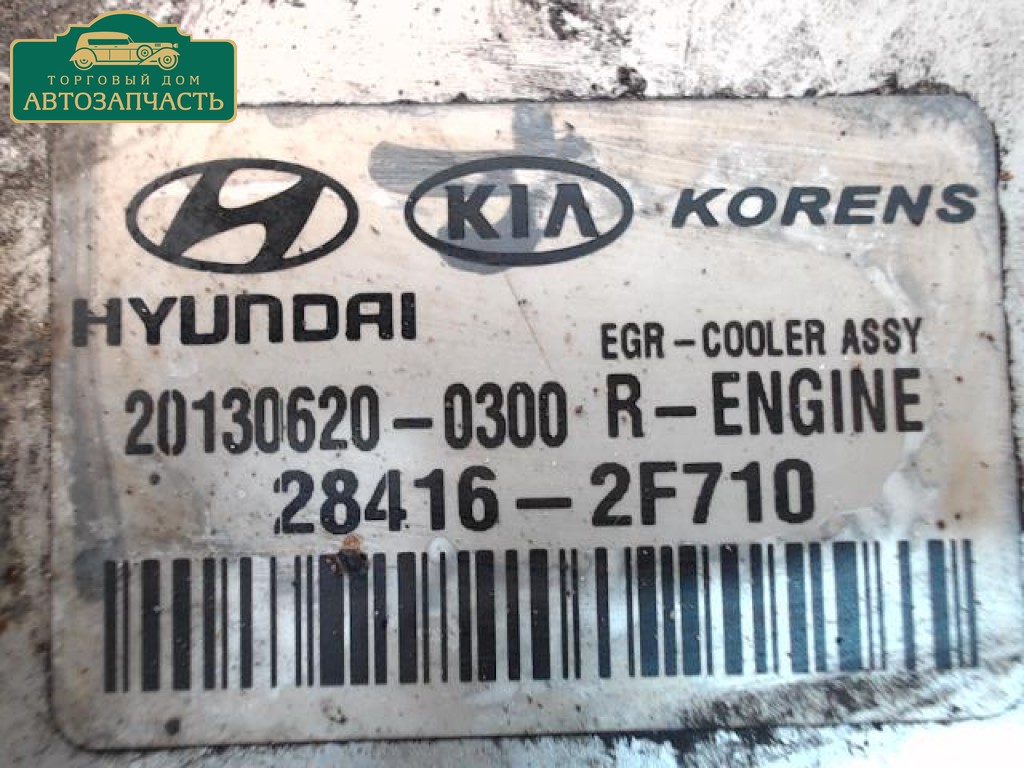 ТОРГОВЫЙ ДОМ
АВТОЗАПЧАСТЬ
KIA KORENS
HYUNDAI
EGR-COOLER ASSY
20130620-0300 R-ENGINE
28416-2F710